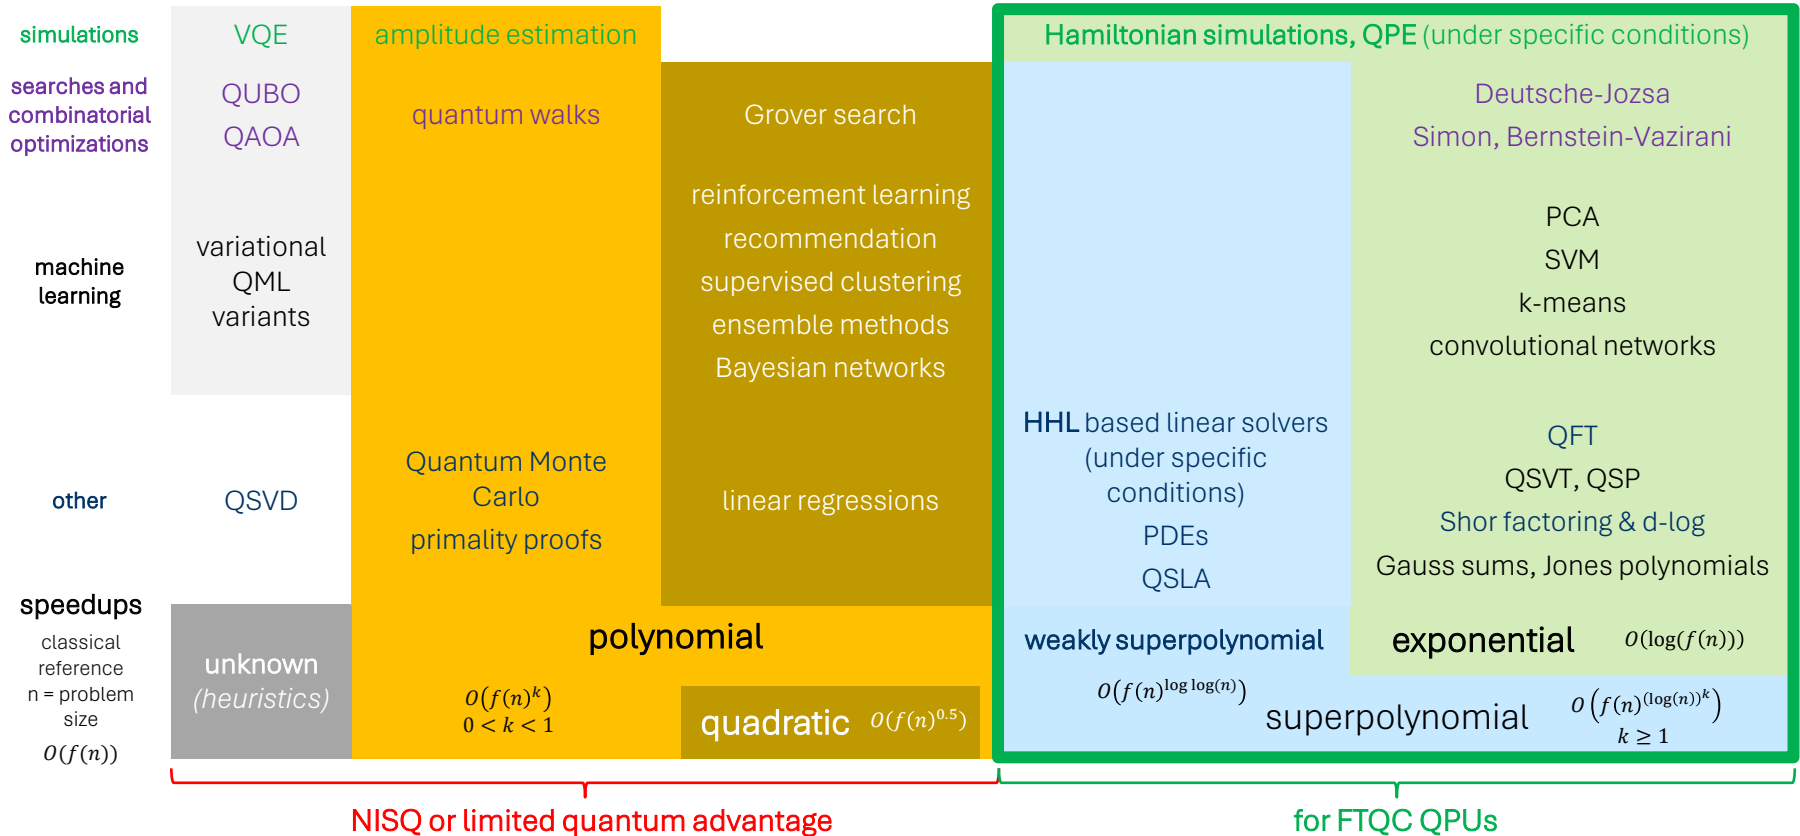 simulations
VQE
amplitude estimation
Hamiltonian simulations, QPE (under specific conditions)
searches and
combinatorial
optimizations
QUBO
QAOA
quantum walks
Grover search
Deutsche-Jozsa
Simon, Bernstein-Vazirani
machine
learning
variational
QML
variants
reinforcement learning
recommendation
supervised clustering
ensemble methods
Bayesian networks
PCA
SVM
k-means
convolutional networks
other
QSVD
Quantum Monte
Carlo
primality proofs
linear regressions
HHL based linear solvers
(under specific
conditions)
PDEs
QSLA
QFT
QSVT, QSP
Shor factoring & d-log
Gauss sums, Jones polynomials
speedups
classical
reference
n = problem
size
O(f(n))
unknown
(heuristics)
polynomial
O(f(n)^k)
0 < k < 1
quadratic O(f(n)^0.5)
weakly superpolynomial
O(f(n)^log log(n))
exponential O(log(f(n)))
superpolynomial
O(f(n)^(log(n))^k)
k ≥ 1
NISQ or limited quantum advantage
for FTQC QPUs